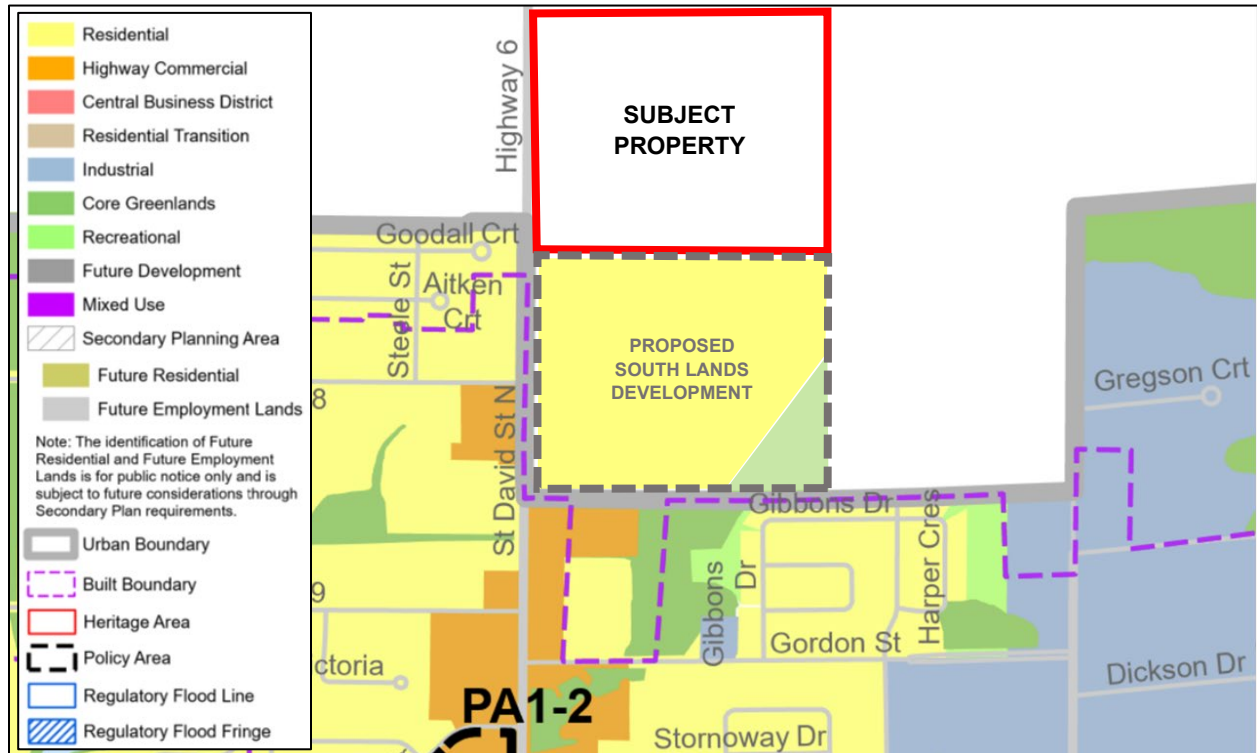 Residential
Highway Commercial
Central Business District
Residential Transition
Industrial
Core Greenlands
Recreational
Future Development
Mixed Use
Secondary Planning Area
Future Residential
Future Employment Lands
Note: The identification of Future
Residential and Future Employment
Lands is for public notice only and is
subject to future considerations through
Secondary Plan requirements.
Urban Boundary
Built Boundary
Heritage Area
Policy Area
Regulatory Flood Line
Regulatory Flood Fringe
Highway 6
SUBJECT
PROPERTY
Goodall Crt
Steele St
Aitken
Crt
PROPOSED
SOUTH LANDS
DEVELOPMENT
Gregson Crt
8
St David St N
Gibbons Dr
Harper Cres
Gibbons
Dr
9
Gordon St
ctoria
Dickson Dr
PA1-2
Stornoway Dr